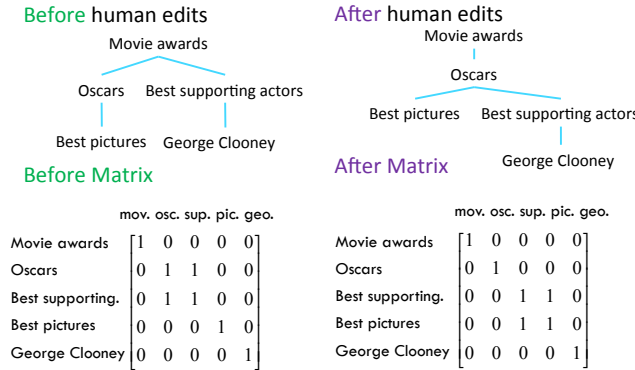 Before human edits
Movie awards
Oscars Best supporting actors
Best pictures George Clooney
Before Matrix
mov. osc. sup. pic. geo.
Movie awards 1 0 0 0 0
Oscars 0 1 1 0 0
Best supporting. 0 1 1 0 0
Best pictures 0 0 0 1 0
George Clooney 0 0 0 0 1
After human edits
Movie awards
Oscars
Best pictures Best supporting actors
George Clooney
After Matrix
mov. osc. sup. pic. geo.
Movie awards 1 0 0 0 0
Oscars 0 1 0 0 0
Best supporting. 0 0 1 1 0
Best pictures 0 0 1 1 0
George Clooney 0 0 0 0 1